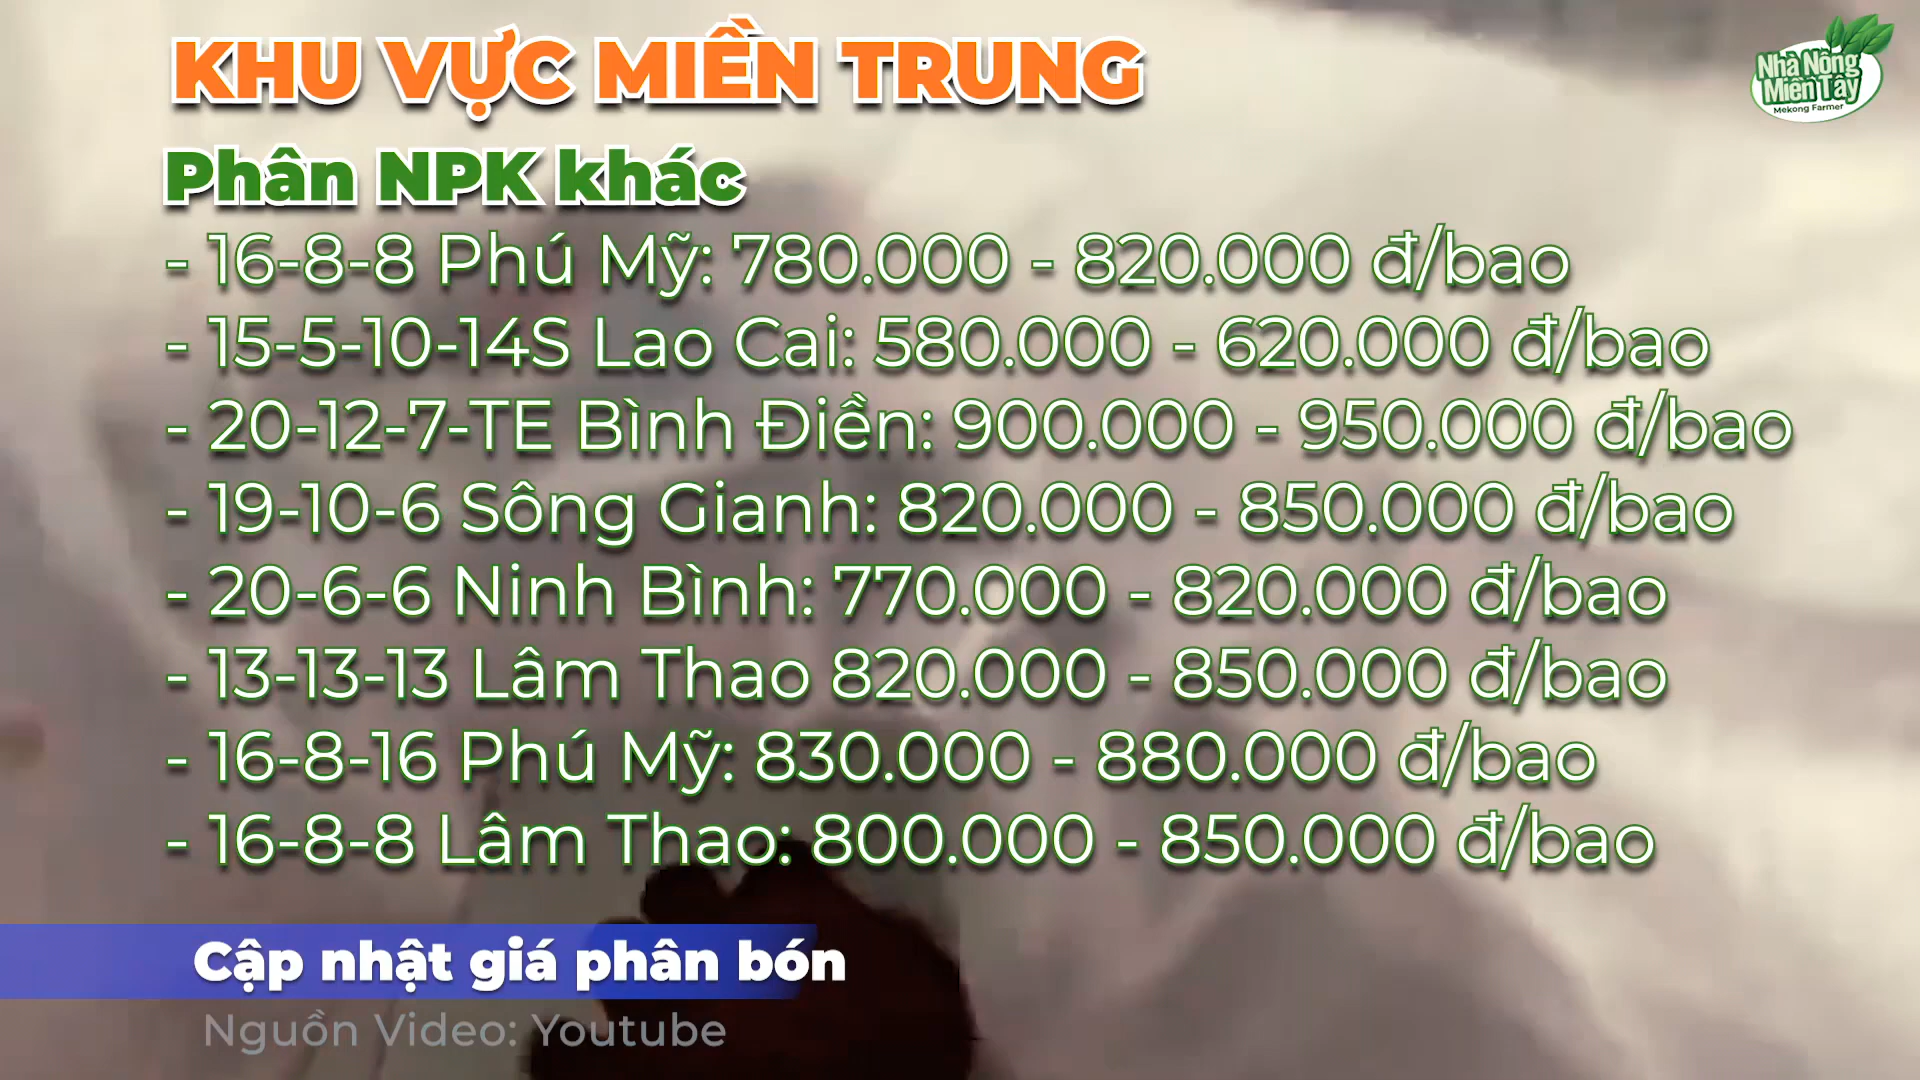 KHU VỰC MIỀN TRUNG
Nhà Nông
Miền Tây
Mekong Farmer
Phân NPK khác
- 16-8-8 Phú Mỹ: 780.000 - 820.000 đ/bao
- 15-5-10-14S Lao Cai: 580.000 - 620.000 đ/bao
- 20-12-7-TE Bình Điền: 900.000 - 950.000 đ/bao
- 19-10-6 Sông Gianh: 820.000 - 850.000 đ/bao
- 20-6-6 Ninh Bình: 770.000 - 820.000 đ/bao
- 13-13-13 Lâm Thao 820.000 - 850.000 đ/bao
- 16-8-16 Phú Mỹ: 830.000 - 880.000 đ/bao
- 16-8-8 Lâm Thao: 800.000 - 850.000 đ/bao
Cập nhật giá phân bón
Nguồn Video: Youtube